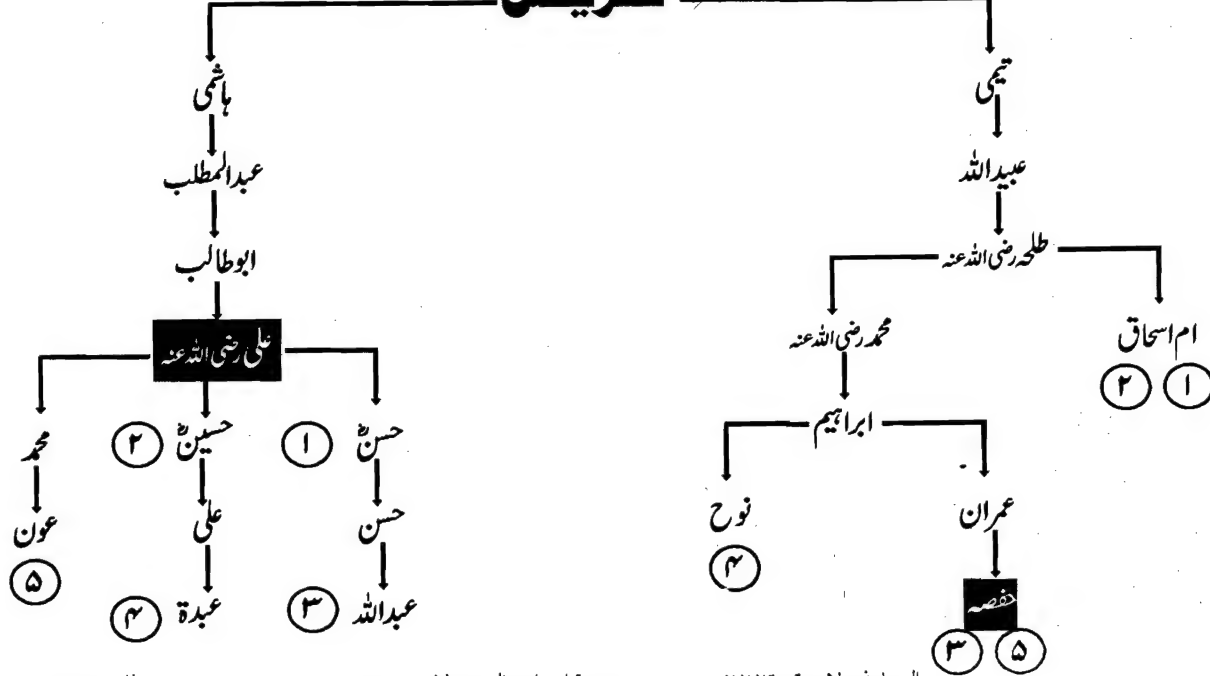 تیمی
ہاشمی
عبیداللہ
عبدالمطلب
طلحہ رضی اللہ عنہ
ابوطالب
ام اسحاق
محمد رضی اللہ عنہ
علی رضی اللہ عنہ
۱ ۲
ابراہیم
حسنؓ ۱
حسینؓ ۲
محمد
عمران
نوح
حسن
علی
عون
۴
۵
حفصہ
عبداللہ ۳
عبدۃ ۴
۵ ۳